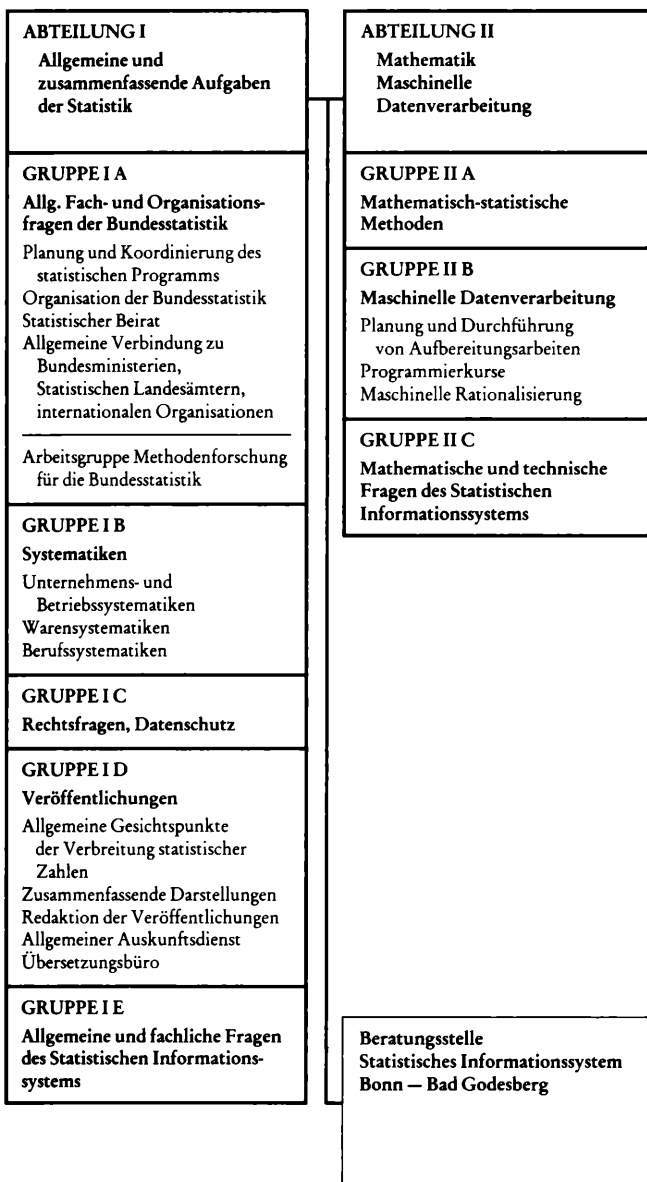 ABTEILUNG I
Allgemeine und
zusammenfassende Aufgaben
der Statistik
GRUPPE I A
Allg. Fach- und Organisations-
fragen der Bundesstatistik
Planung und Koordinierung des
statistischen Programms
Organisation der Bundesstatistik
Statistischer Beirat
Allgemeine Verbindung zu
Bundesministerien,
Statistischen Landesämtern,
internationalen Organisationen
Arbeitsgruppe Methodenforschung
für die Bundesstatistik
GRUPPE I B
Systematiken
Unternehmens- und
Betriebssystematiken
Warensystematiken
Berufssystematiken
GRUPPE I C
Rechtsfragen, Datenschutz
GRUPPE I D
Veröffentlichungen
Allgemeine Gesichtspunkte
der Verbreitung statistischer
Zahlen
Zusammenfassende Darstellungen
Redaktion der Veröffentlichungen
Allgemeiner Auskunftsdienst
Übersetzungsbüro
GRUPPE I E
Allgemeine und fachliche Fragen
des Statistischen Informations-
systems
ABTEILUNG II
Mathematik
Maschinelle
Datenverarbeitung
GRUPPE II A
Mathematisch-statistische
Methoden
GRUPPE II B
Maschinelle Datenverarbeitung
Planung und Durchführung
von Aufbereitungsarbeiten
Programmierkurse
Maschinelle Rationalisierung
GRUPPE II C
Mathematische und technische
Fragen des Statistischen
Informationssystems
Beratungsstelle
Statistisches Informationssystem
Bonn — Bad Godesberg